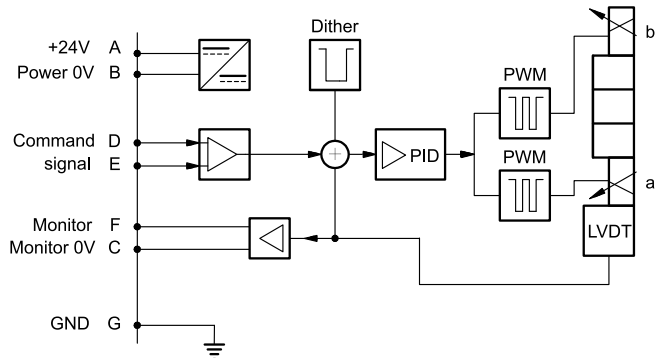 Dither
b
+24V A
Power 0V B
PWM
Command D
signal E
PID
PWM
a
Monitor F
Monitor 0V C
LVDT
GND G